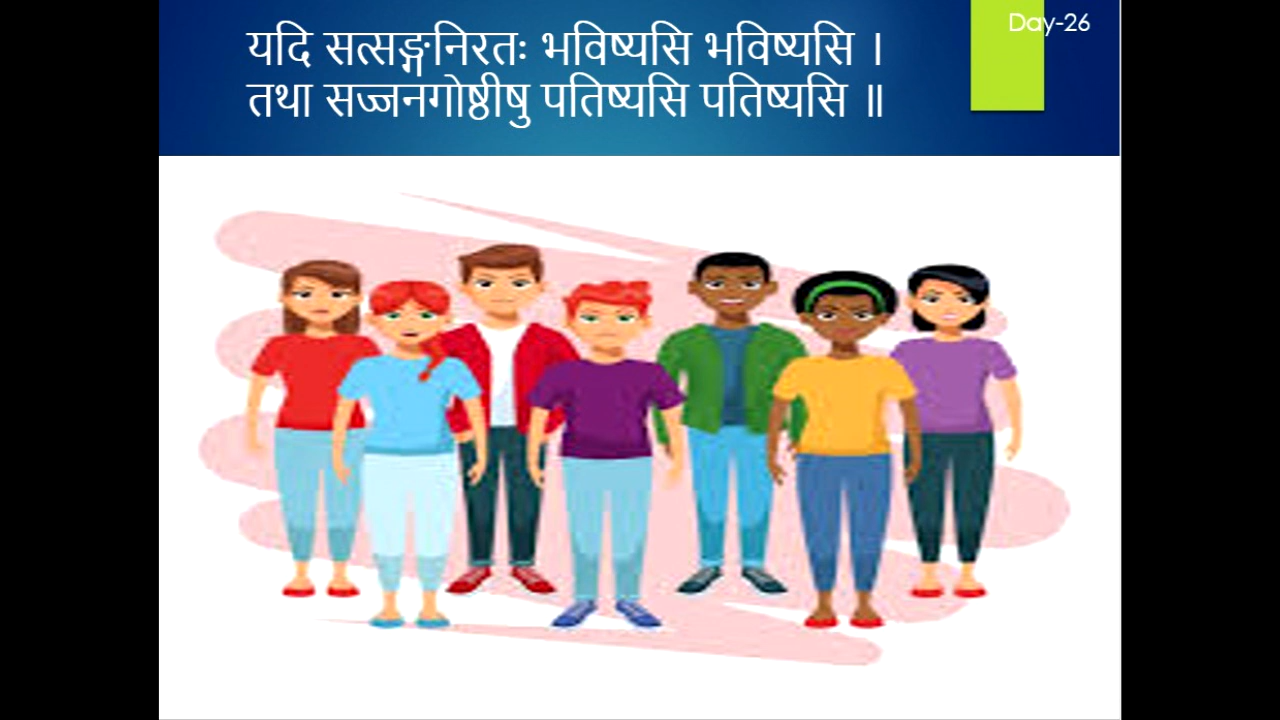 Day-26
यदि सत्सङ्गनिरतः भविष्यसि भविष्यसि ।
तथा सज्जनगोष्ठीषु पतिष्यसि पतिष्यसि ॥